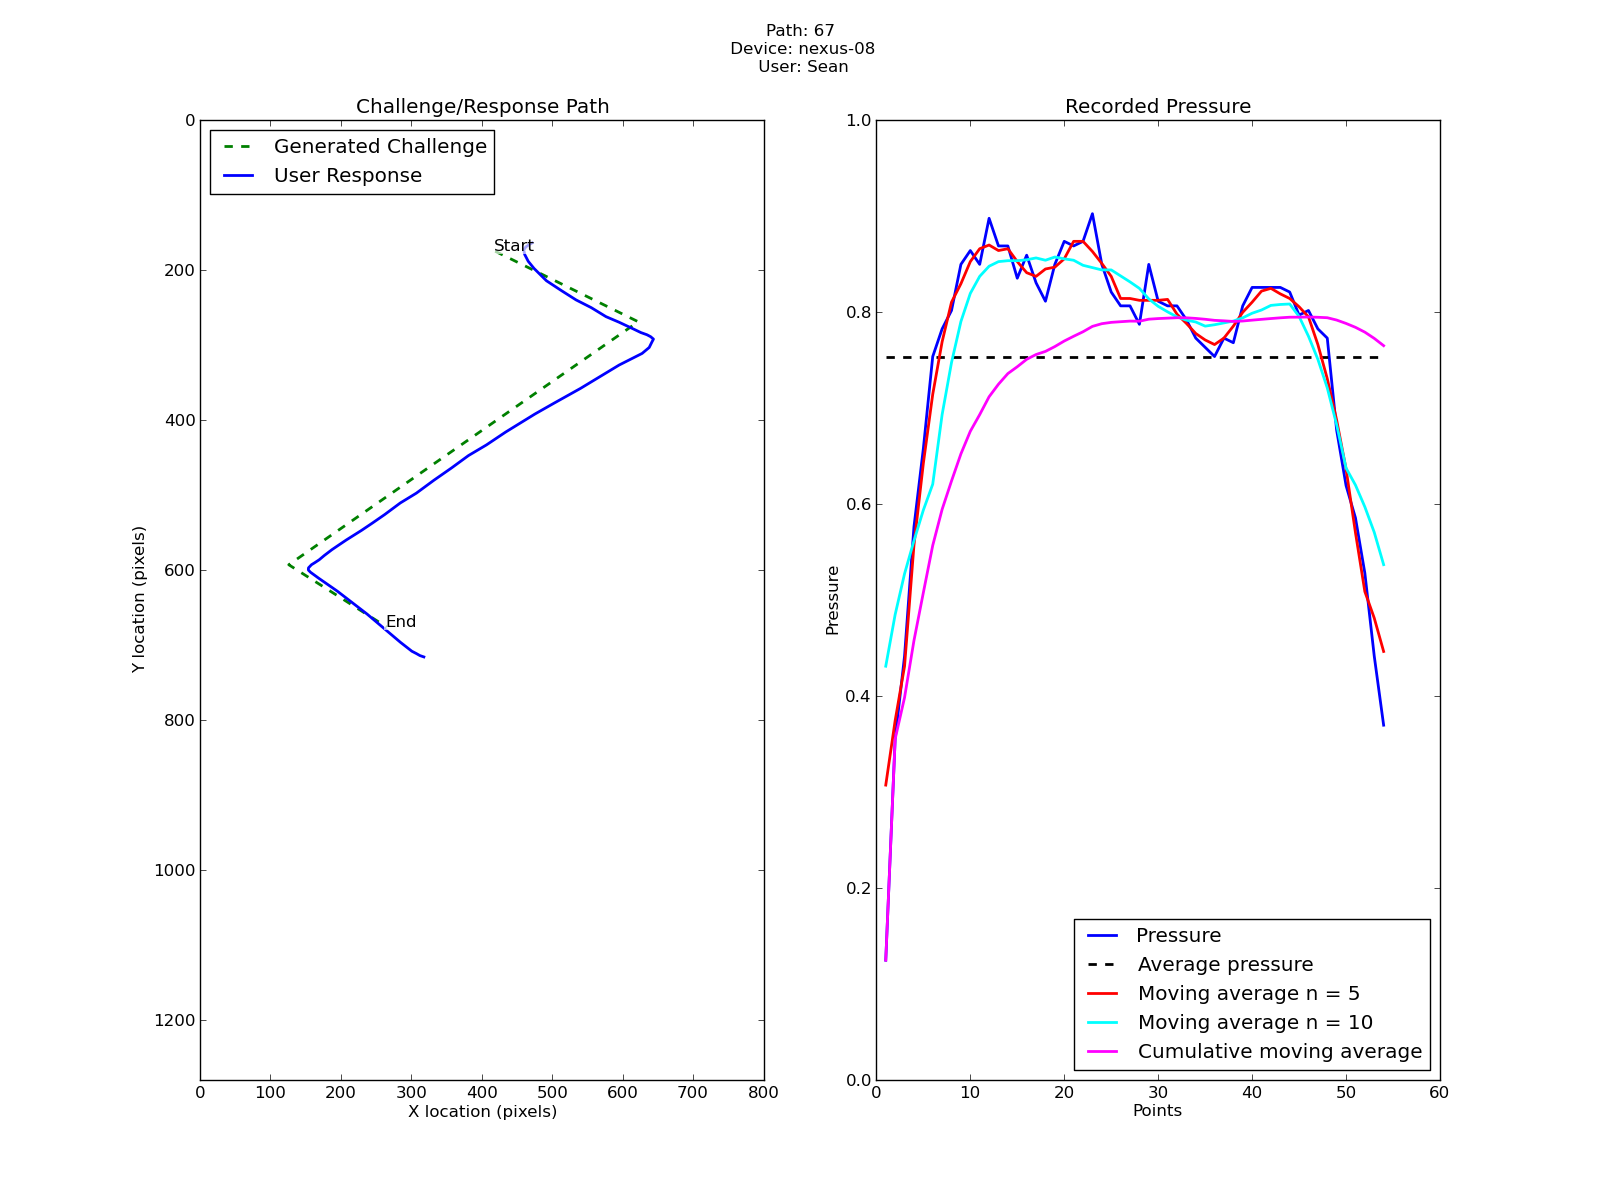 Path: 67
Device: nexus-08
User: Sean
Challenge/Response Path
Generated Challenge
User Response
Start
End
0
200
400
600
800
1000
1200
Y location (pixels)
0 100 200 300 400 500 600 700 800
X location (pixels)
Recorded Pressure
1.0
0.8
0.6
0.4
0.2
0.0
Pressure
Pressure
Average pressure
Moving average n = 5
Moving average n = 10
Cumulative moving average
0 10 20 30 40 50 60
Points